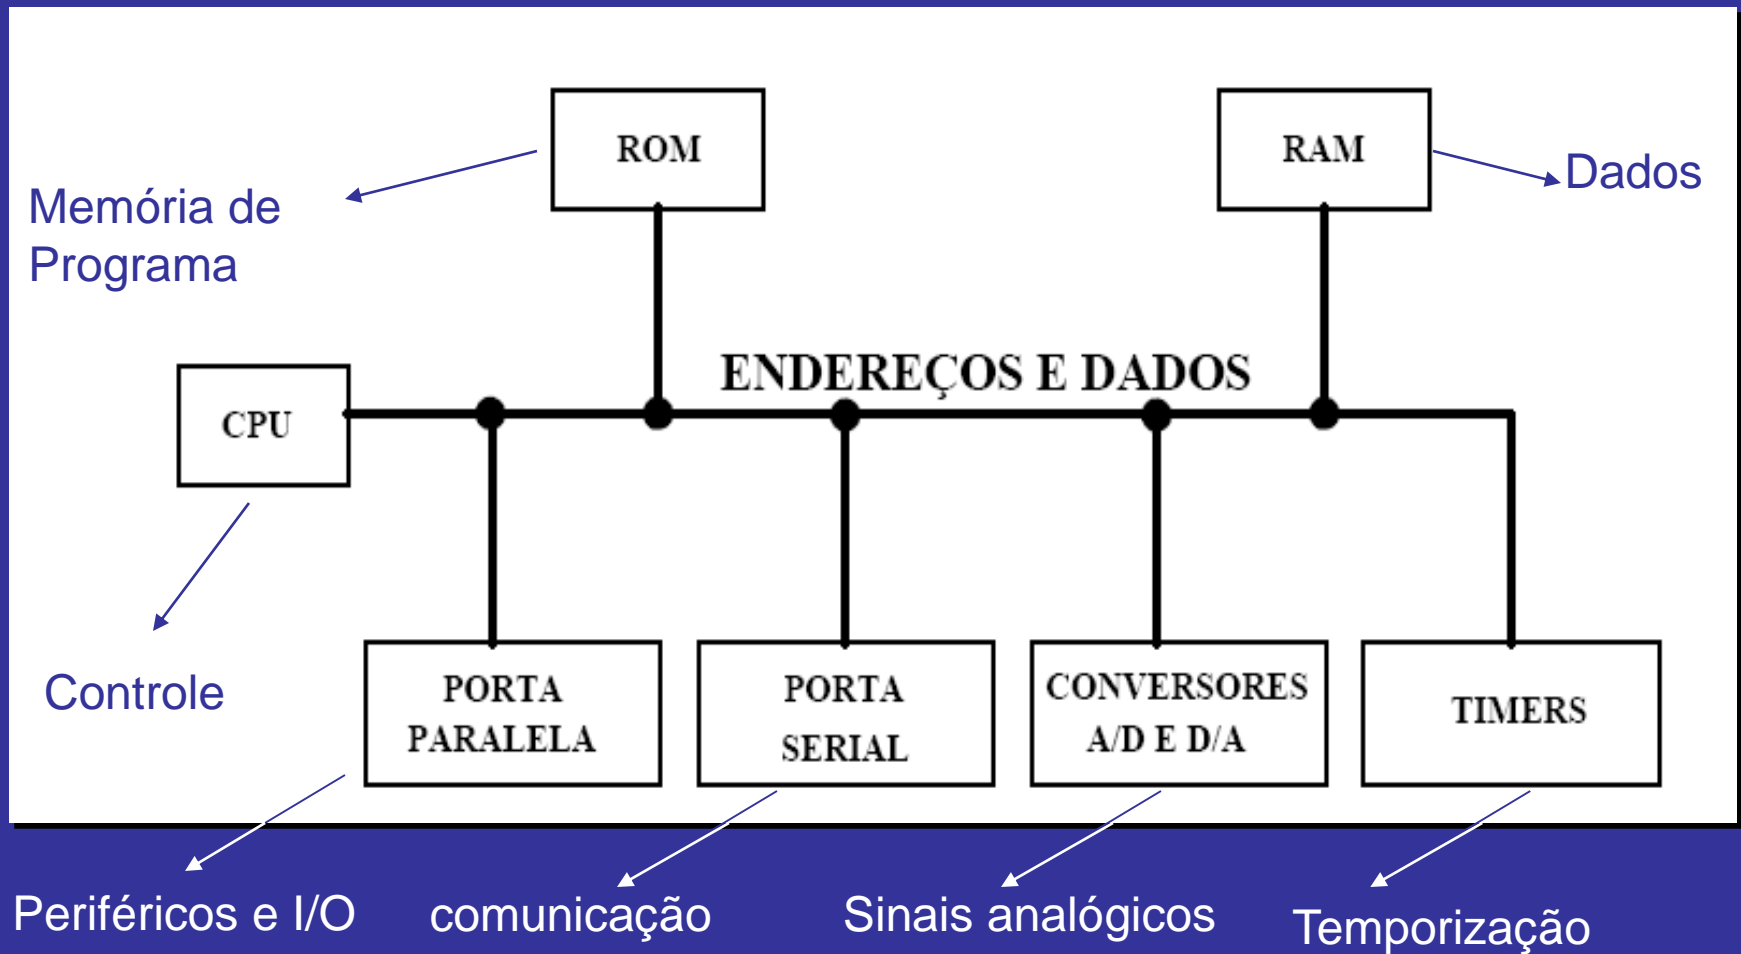 ROM
RAM
Dados
Memória de
Programa
ENDEREÇOS E DADOS
CPU
Controle
PORTA
PARALELA
PORTA
SERIAL
CONVERSORES
A/D E D/A
TIMERS
Periféricos e I/O
comunicação
Sinais analógicos
Temporização